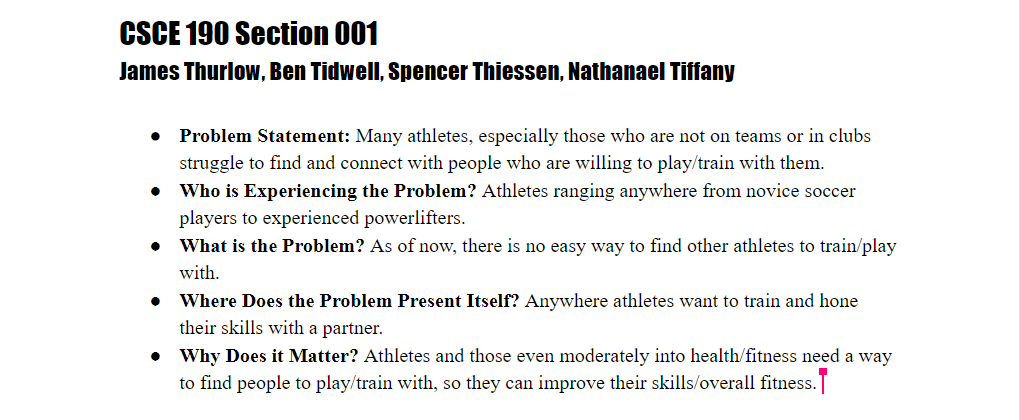 CSCE 190 Section 001
James Thurlow, Ben Tidwell, Spencer Thiessen, Nathanael Tiffany
● Problem Statement: Many athletes, especially those who are not on teams or in clubs
struggle to find and connect with people who are willing to play/train with them.
● Who is Experiencing the Problem? Athletes ranging anywhere from novice soccer
players to experienced powerlifters.
● What is the Problem? As of now, there is no easy way to find other athletes to train/play
with.
● Where Does the Problem Present Itself? Anywhere athletes want to train and hone
their skills with a partner.
● Why Does it Matter? Athletes and those even moderately into health/fitness need a way
to find people to play/train with, so they can improve their skills/overall fitness.